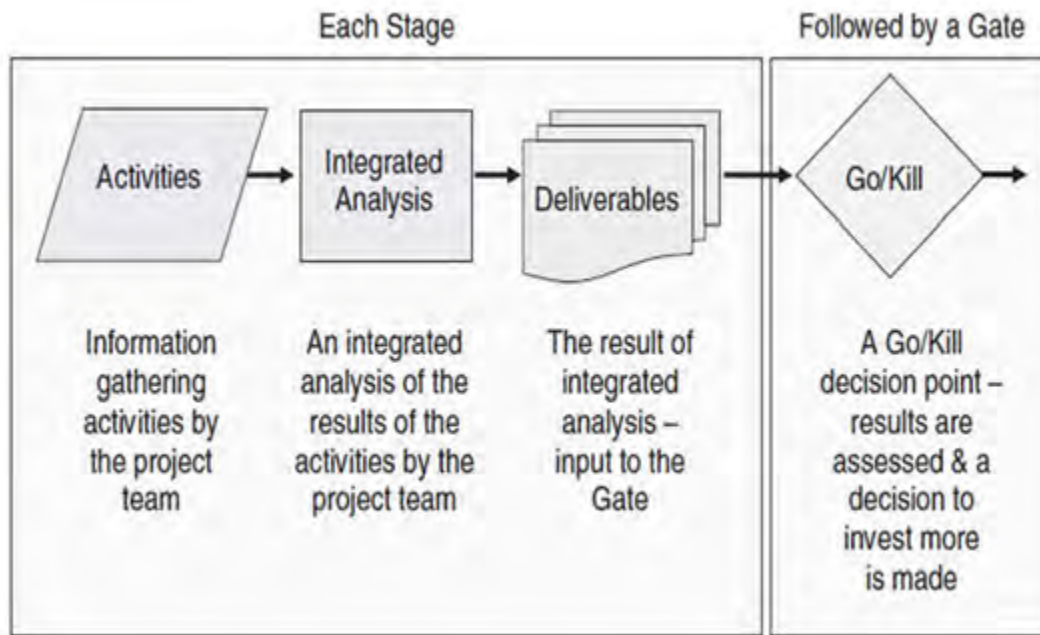 Each Stage
Followed by a Gate
Activities
Integrated
Analysis
Deliverables
Go/Kill
Information
gathering
activities by
the project
team
An integrated
analysis of the
results of the
activities by the
project team
The result of
integrated
analysis –
input to the
Gate
A Go/Kill
decision point –
results are
assessed & a
decision to
invest more
is made